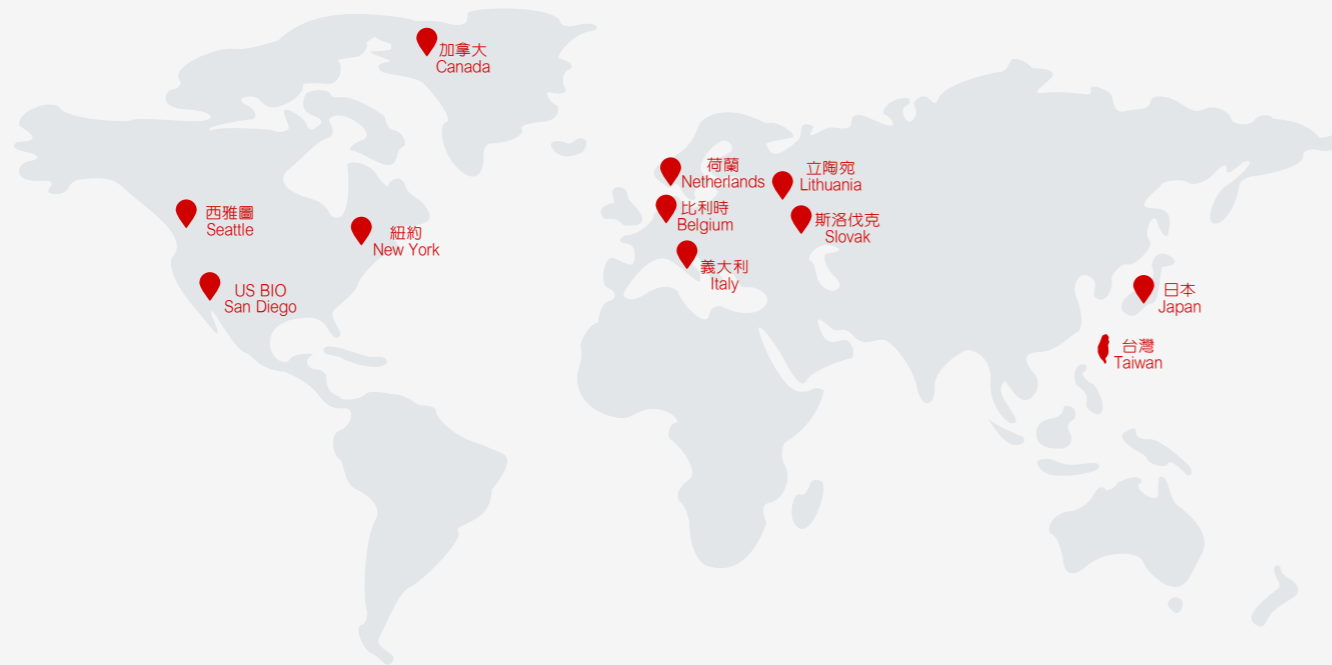 加拿大
Canada
荷蘭
Netherlands
立陶宛
Lithuania
西雅圖
Seattle
紐約
New York
比利時
Belgium
斯洛伐克
Slovak
義大利
Italy
US BIO
San Diego
日本
Japan
台灣
Taiwan